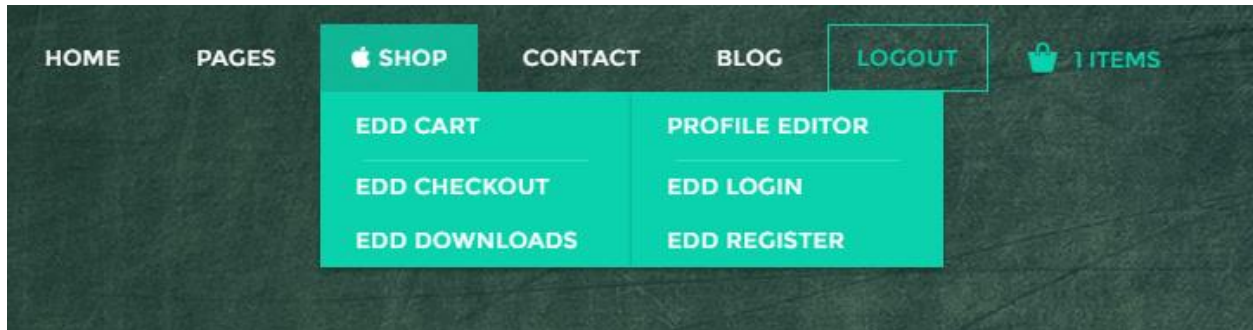 HOME PAGES SHOP CONTACT BLOG LOGOUT 1 ITEMS
EDD CART
EDD CHECKOUT
EDD DOWNLOADS
PROFILE EDITOR
EDD LOGIN
EDD REGISTER